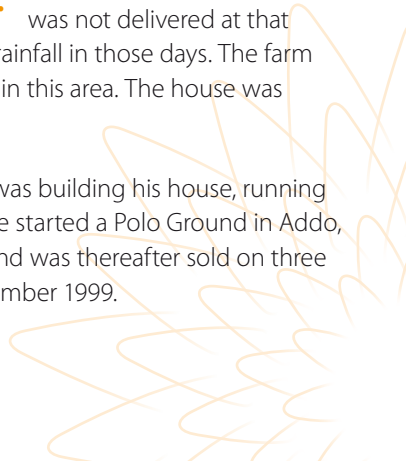 was not delivered at that
rainfall in those days. The farm
in this area. The house was
was building his house, running
e started a Polo Ground in Addo,
nd was thereafter sold on three
mber 1999.